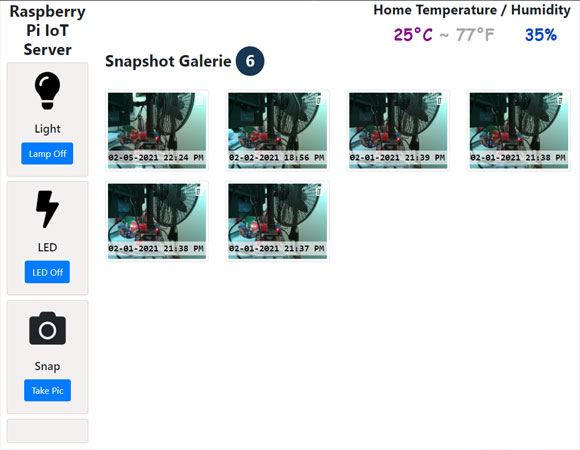 Raspberry
Pi IoT
Server
Light
Lamp Off
LED
LED Off
Snap
Take Pic
Home Temperature / Humidity
25°C ~ 77°F 35%
Snapshot Galerie 6
02-05-2021 22:24 PM
02-02-2021 18:56 PM
02-01-2021 21:39 PM
02-01-2021 21:38 PM
02-01-2021 21:38 PM
02-01-2021 21:37 PM